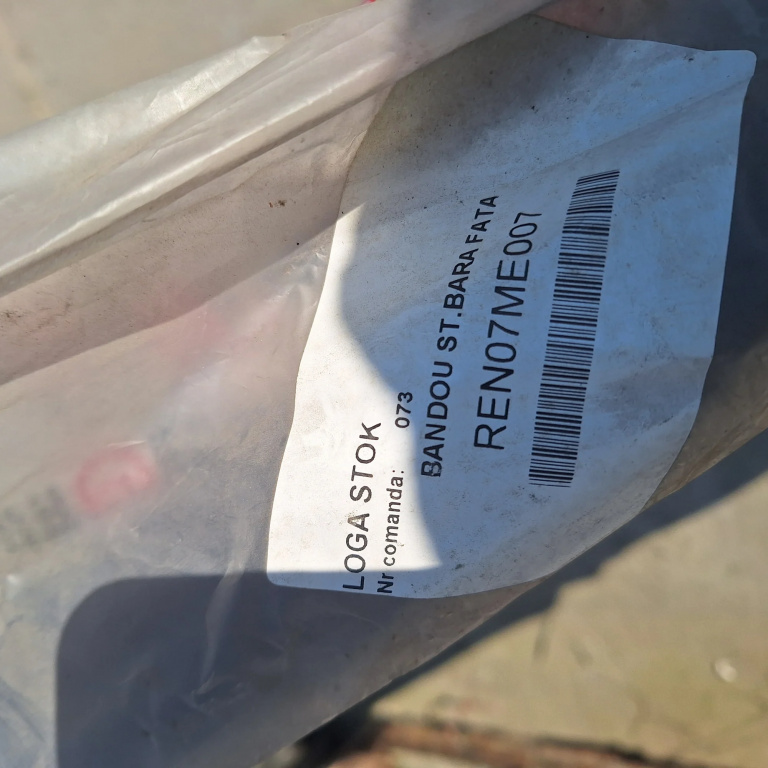 LOGA STOK
Nr comanda: 073
BANDOU ST.BARA FATA
REN07ME007